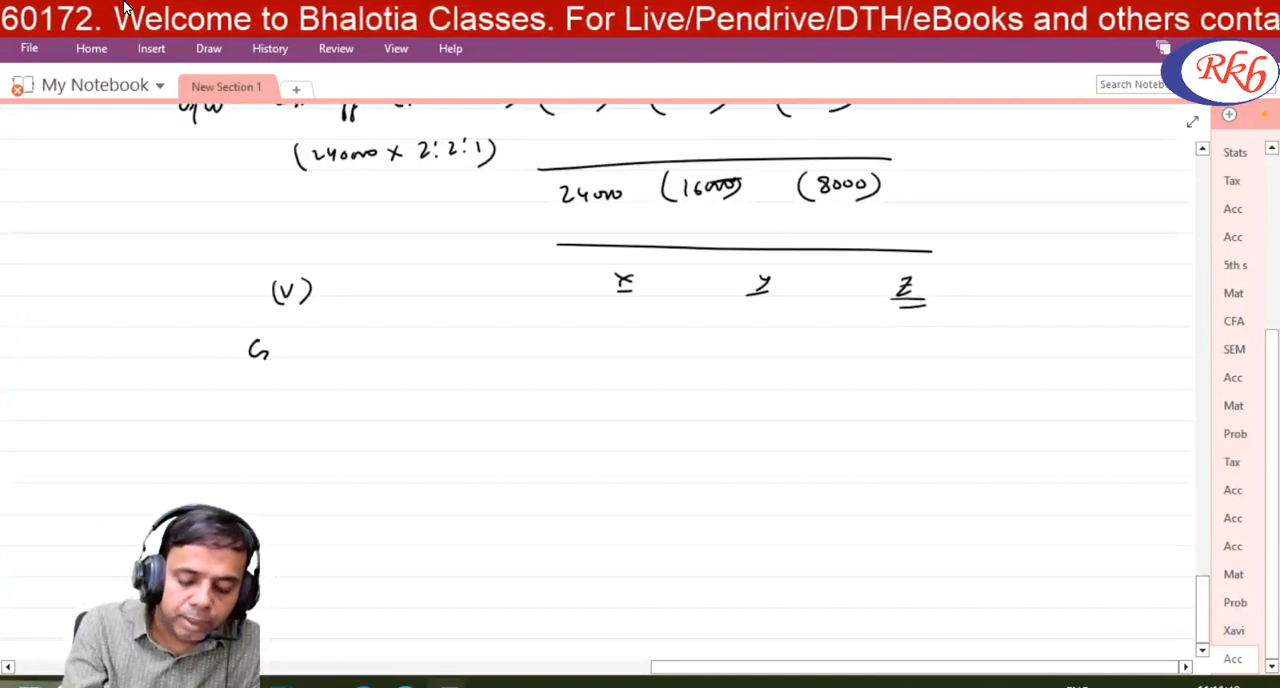 60172. Welcome to Bhalotia Classes. For Live/Pendrive/DTH/eBooks and others conta
File Home Insert Draw History Review View Help
Rkb
My Notebook New Section 1 + Search Noteb
(24000 x 2:2:1)
24000 (16000) (8000)
(V) X Y Z
G
Stats
Tax
Acc
Acc
5th s
Mat
CFA
SEM
Acc
Mat
Prob
Tax
Acc
Acc
Acc
Mat
Prob
Xavi
Acc